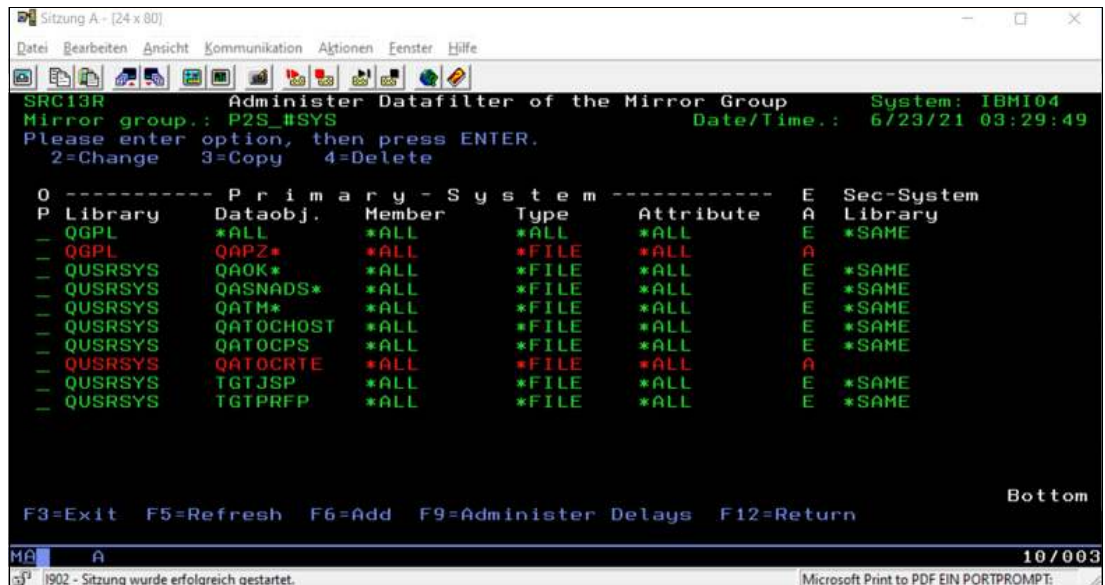 Sitzung A - [24 x 80]
Datei Bearbeiten Ansicht Kommunikation Aktionen Fenster Hilfe
SRC13R Administer Datafilter of the Mirror Group System: IBMI04
Mirror group.: P2S_#SYS Date/Time.: 6/23/21 03:29:49
Please enter option, then press ENTER.
2=Change 3=Copy 4=Delete
O ----------- P r i m a r y - S y s t e m ------------ E Sec-System
P Library Dataobj. Member Type Attribute A Library
_ QGPL *ALL *ALL *ALL *ALL E *SAME
_ QGPL QAPZ* *ALL *FILE *ALL A
_ QUSRSYS QAOK* *ALL *FILE *ALL E *SAME
_ QUSRSYS QASNADS* *ALL *FILE *ALL E *SAME
_ QUSRSYS QATM* *ALL *FILE *ALL E *SAME
_ QUSRSYS QATOCHOST *ALL *FILE *ALL E *SAME
_ QUSRSYS QATOCPS *ALL *FILE *ALL E *SAME
_ QUSRSYS QATOCRTE *ALL *FILE *ALL A
_ QUSRSYS TGTJSP *ALL *FILE *ALL E *SAME
_ QUSRSYS TGTPRFP *ALL *FILE *ALL E *SAME
Bottom
F3=Exit F5=Refresh F6=Add F9=Administer Delays F12=Return
MA A 10/003
I902 - Sitzung wurde erfolgreich gestartet. Microsoft Print to PDF EIN PORTPROMPT: